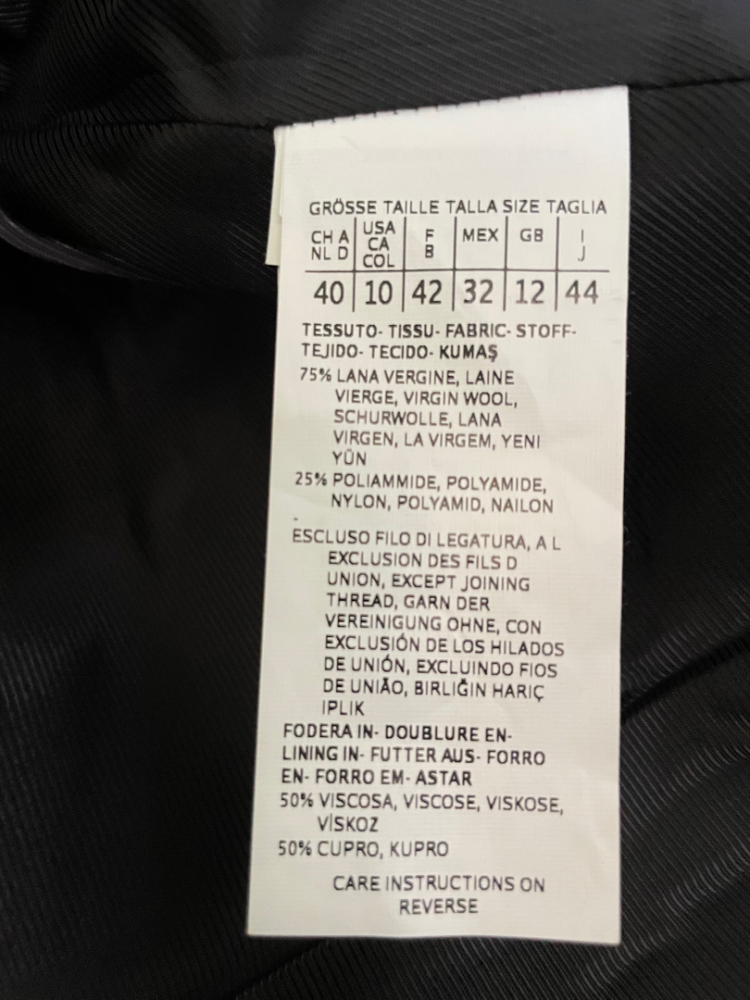 GRÖSSE TAILLE TALLA SIZE TAGLIA
CH A NL D USA CA COL F B MEX GB I J
40 10 42 32 12 44
TESSUTO- TISSU- FABRIC- STOFF-
TEJIDO- TECIDO- KUMAŞ
75% LANA VERGINE, LAINE
VIERGE, VIRGIN WOOL,
SCHURWOLLE, LANA
VIRGEN, LA VIRGEM, YENI
YÜN
25% POLIAMMIDE, POLYAMIDE,
NYLON, POLYAMID, NAILON
-
ESCLUSO FILO DI LEGATURA, A L
EXCLUSION DES FILS D
UNION, EXCEPT JOINING
THREAD, GARN DER
VEREINIGUNG OHNE, CON
EXCLUSIÓN DE LOS HILADOS
DE UNIÓN, EXCLUINDO FIOS
DE UNIÃO, BIRLIĞIN HARIÇ
IPLIK
FODERA IN- DOUBLURE EN-
LINING IN- FUTTER AUS- FORRO
EN- FORRO EM- ASTAR
50% VISCOSA, VISCOSE, VISKOSE,
VİSKOZ
50% CUPRO, KUPRO
CARE INSTRUCTIONS ON
REVERSE